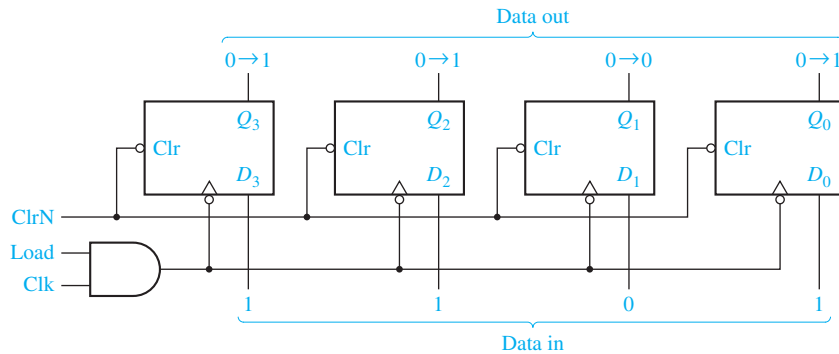 Data out
0→1 0→1 0→0 0→1
Q₃ Q₂ Q₁ Q₀
Clr Clr Clr Clr
D₃ D₂ D₁ D₀
ClrN
Load
Clk
1 1 0 1
Data in